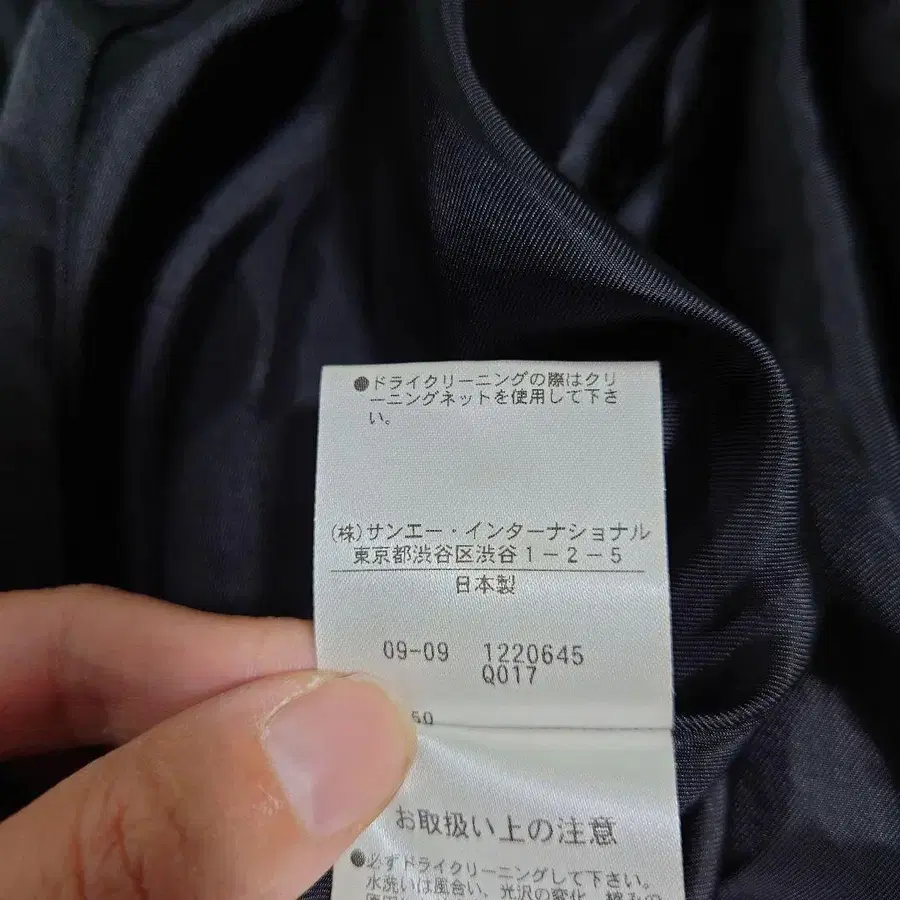 ●ドライクリーニングの際はクリ
ーニングネットを使用して下さ
い。
(株)サンエー・インターナショナル
東京都渋谷区渋谷1-2-5
日本製
09-09 1220645
Q017
50
お取扱い上の注意
●必ずドライクリーニングして下さい。
水洗いは風合い、光沢の変化、